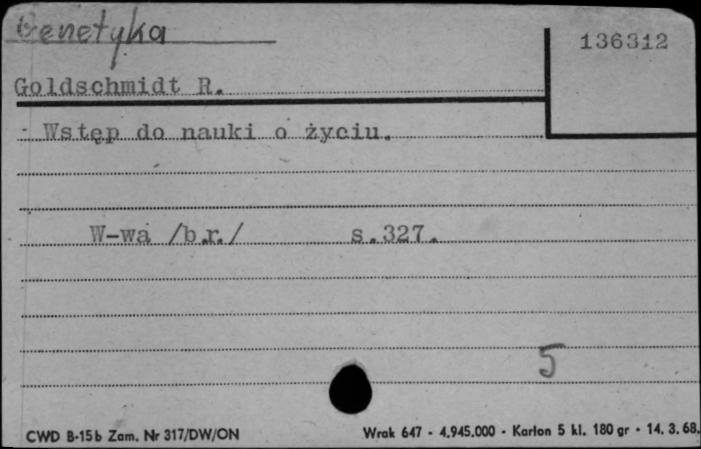 Genetyka
136312
Goldschmidt R.
Wstęp do nauki o życiu.
W-wa /b.r./ s.327.
5
CWD B-15b Zam. Nr 317/DW/ON
Wrak 647 - 4.945.000 - Karton 5 kl. 180 gr - 14. 3. 68.